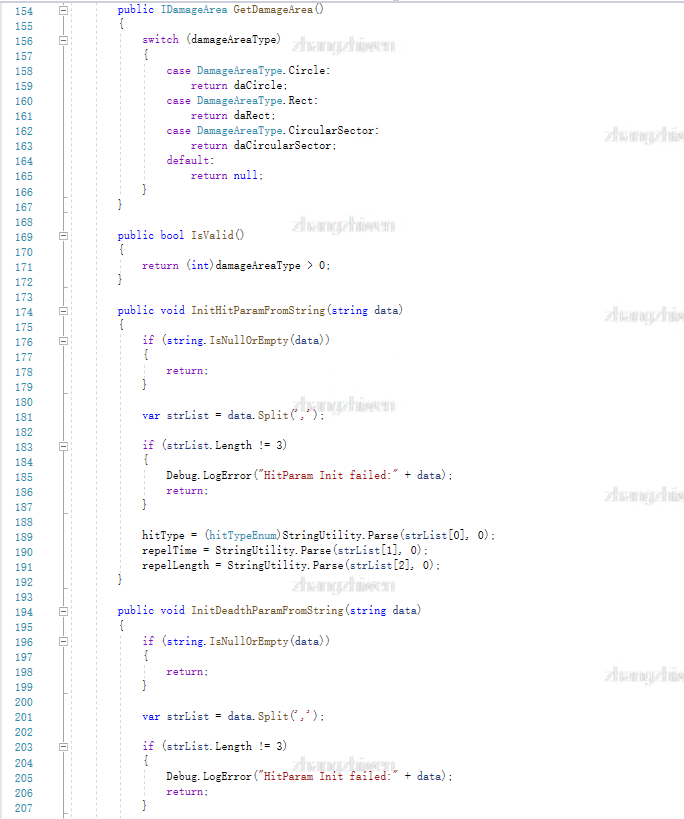 154 public IDamageArea GetDamageArea()
155 {
156 switch (damageAreaType)
157 {
158 case DamageAreaType.Circle:
159 return daCircle;
160 case DamageAreaType.Rect:
161 return daRect;
162 case DamageAreaType.CircularSector:
163 return daCircularSector;
164 default:
165 return null;
166 }
167 }
168
169 public bool IsValid()
170 {
171 return (int)damageAreaType > 0;
172 }
173
174 public void InitHitParamFromString(string data)
175 {
176 if (string.IsNullOrEmpty(data))
177 {
178 return;
179 }
180
181 var strList = data.Split(',');
182
183 if (strList.Length != 3)
184 {
185 Debug.LogError("HitParam Init failed:" + data);
186 return;
187 }
188
189 hitType = (hitTypeEnum)StringUtility.Parse(strList[0], 0);
190 repelTime = StringUtility.Parse(strList[1], 0);
191 repelLength = StringUtility.Parse(strList[2], 0);
192 }
193
194 public void InitDeadthParamFromString(string data)
195 {
196 if (string.IsNullOrEmpty(data))
197 {
198 return;
199 }
200
201 var strList = data.Split(',');
202
203 if (strList.Length != 3)
204 {
205 Debug.LogError("HitParam Init failed:" + data);
206 return;
207 }
zhangzhiwen
zhangzhiwen
zhangzhiwen
zhangzhiwen
zhangzhiwen